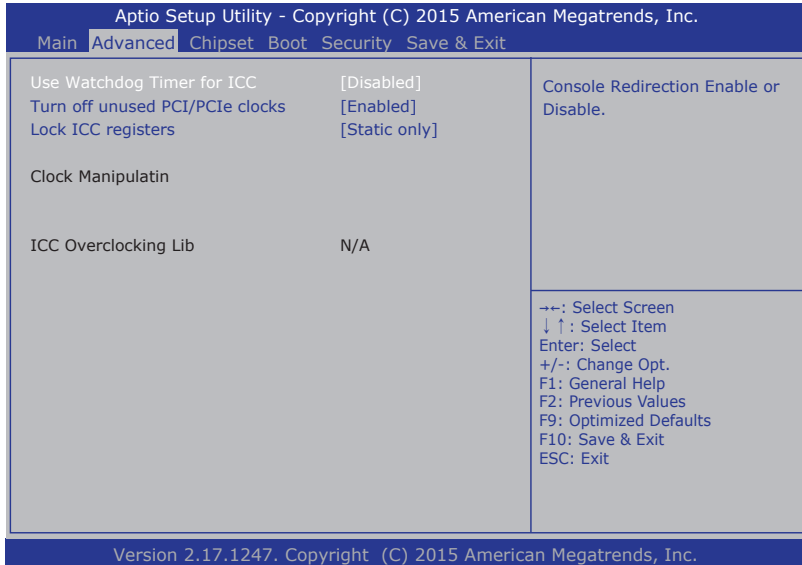 Aptio Setup Utility - Copyright (C) 2015 American Megatrends, Inc.
Main Advanced Chipset Boot Security Save & Exit
Use Watchdog Timer for ICC [Disabled]
Turn off unused PCI/PCIe clocks [Enabled]
Lock ICC registers [Static only]
Clock Manipulatin
ICC Overclocking Lib N/A
Console Redirection Enable or
Disable.
→←: Select Screen
↓↑: Select Item
Enter: Select
+/-: Change Opt.
F1: General Help
F2: Previous Values
F9: Optimized Defaults
F10: Save & Exit
ESC: Exit
Version 2.17.1247. Copyright (C) 2015 American Megatrends, Inc.